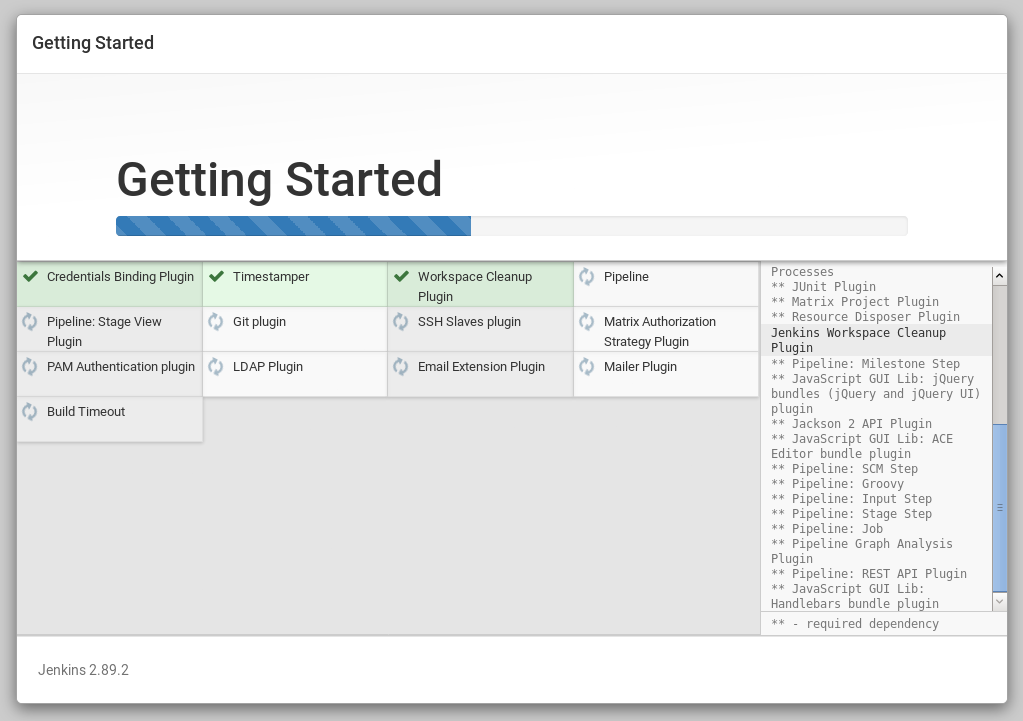 Getting Started
Getting Started
Credentials Binding Plugin
Timestamper
Workspace Cleanup
Plugin
Pipeline
Pipeline: Stage View
Plugin
Git plugin
SSH Slaves plugin
Matrix Authorization
Strategy Plugin
PAM Authentication plugin
LDAP Plugin
Email Extension Plugin
Mailer Plugin
Build Timeout
Processes
** JUnit Plugin
** Matrix Project Plugin
** Resource Disposer Plugin
Jenkins Workspace Cleanup
Plugin
** Pipeline: Milestone Step
** JavaScript GUI Lib: jQuery
bundles (jQuery and jQuery UI)
plugin
** Jackson 2 API Plugin
** JavaScript GUI Lib: ACE
Editor bundle plugin
** Pipeline: SCM Step
** Pipeline: Groovy
** Pipeline: Input Step
** Pipeline: Stage Step
** Pipeline: Job
** Pipeline Graph Analysis
Plugin
** Pipeline: REST API Plugin
** JavaScript GUI Lib:
Handlebars bundle plugin
** - required dependency
Jenkins 2.89.2